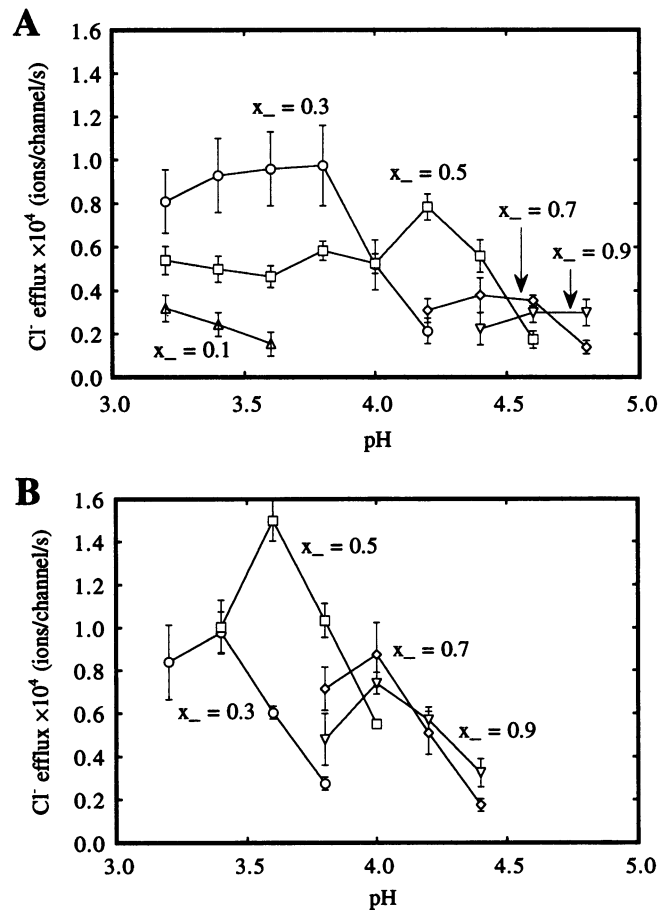 A
1.6
1.4
1.2
1.0
0.8
0.6
0.4
0.2
0.0
Cl⁻ efflux ×10⁴ (ions/channel/s)
x_ = 0.3
x_ = 0.5
x_ = 0.7
x_ = 0.9
x_ = 0.1
3.0 3.5 4.0 4.5 5.0
pH
B
1.6
1.4
1.2
1.0
0.8
0.6
0.4
0.2
0.0
Cl⁻ efflux ×10⁴ (ions/channel/s)
x_ = 0.5
x_ = 0.7
x_ = 0.3
x_ = 0.9
3.0 3.5 4.0 4.5 5.0
pH